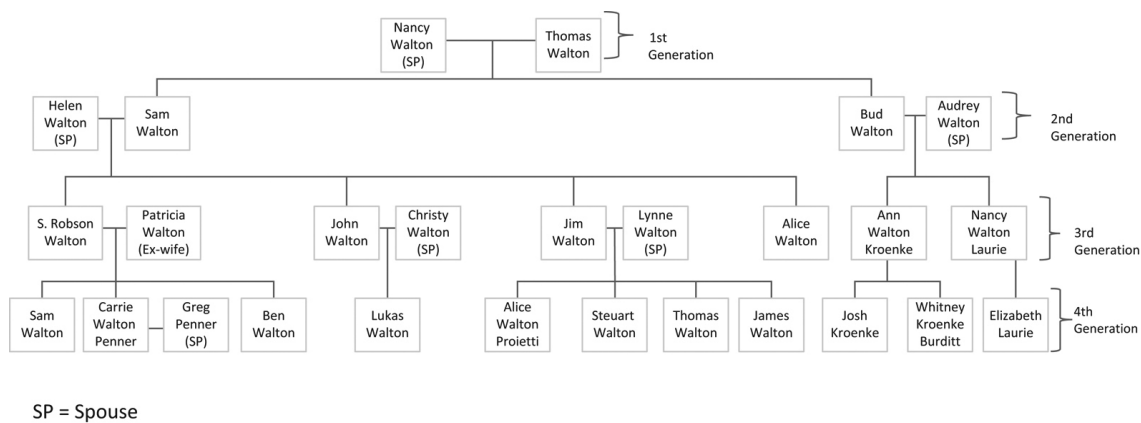 Nancy
Walton
(SP)
Thomas
Walton
1st
Generation
Helen
Walton
(SP)
Sam
Walton
Bud
Walton
Audrey
Walton
(SP)
2nd
Generation
S. Robson
Walton
Patricia
Walton
(Ex-wife)
John
Walton
Christy
Walton
(SP)
Jim
Walton
Lynne
Walton
(SP)
Alice
Walton
Ann
Walton
Kroenke
Nancy
Walton
Laurie
3rd
Generation
Sam
Walton
Carrie
Walton
Penner
Greg
Penner
(SP)
Ben
Walton
Lukas
Walton
Alice
Walton
Proietti
Steuart
Walton
Thomas
Walton
James
Walton
Josh
Kroenke
Whitney
Kroenke
Burditt
Elizabeth
Laurie
4th
Generation
SP = Spouse